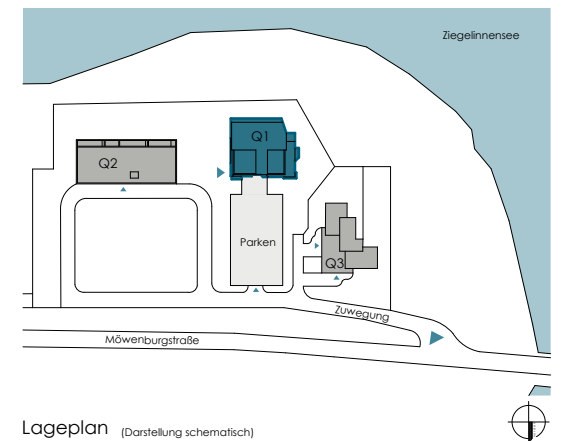 Ziegelinnensee
Q1
Q2
Parken
Q3
Zuwegung
Möwenburgstraße
Lageplan (Darstellung schematisch)